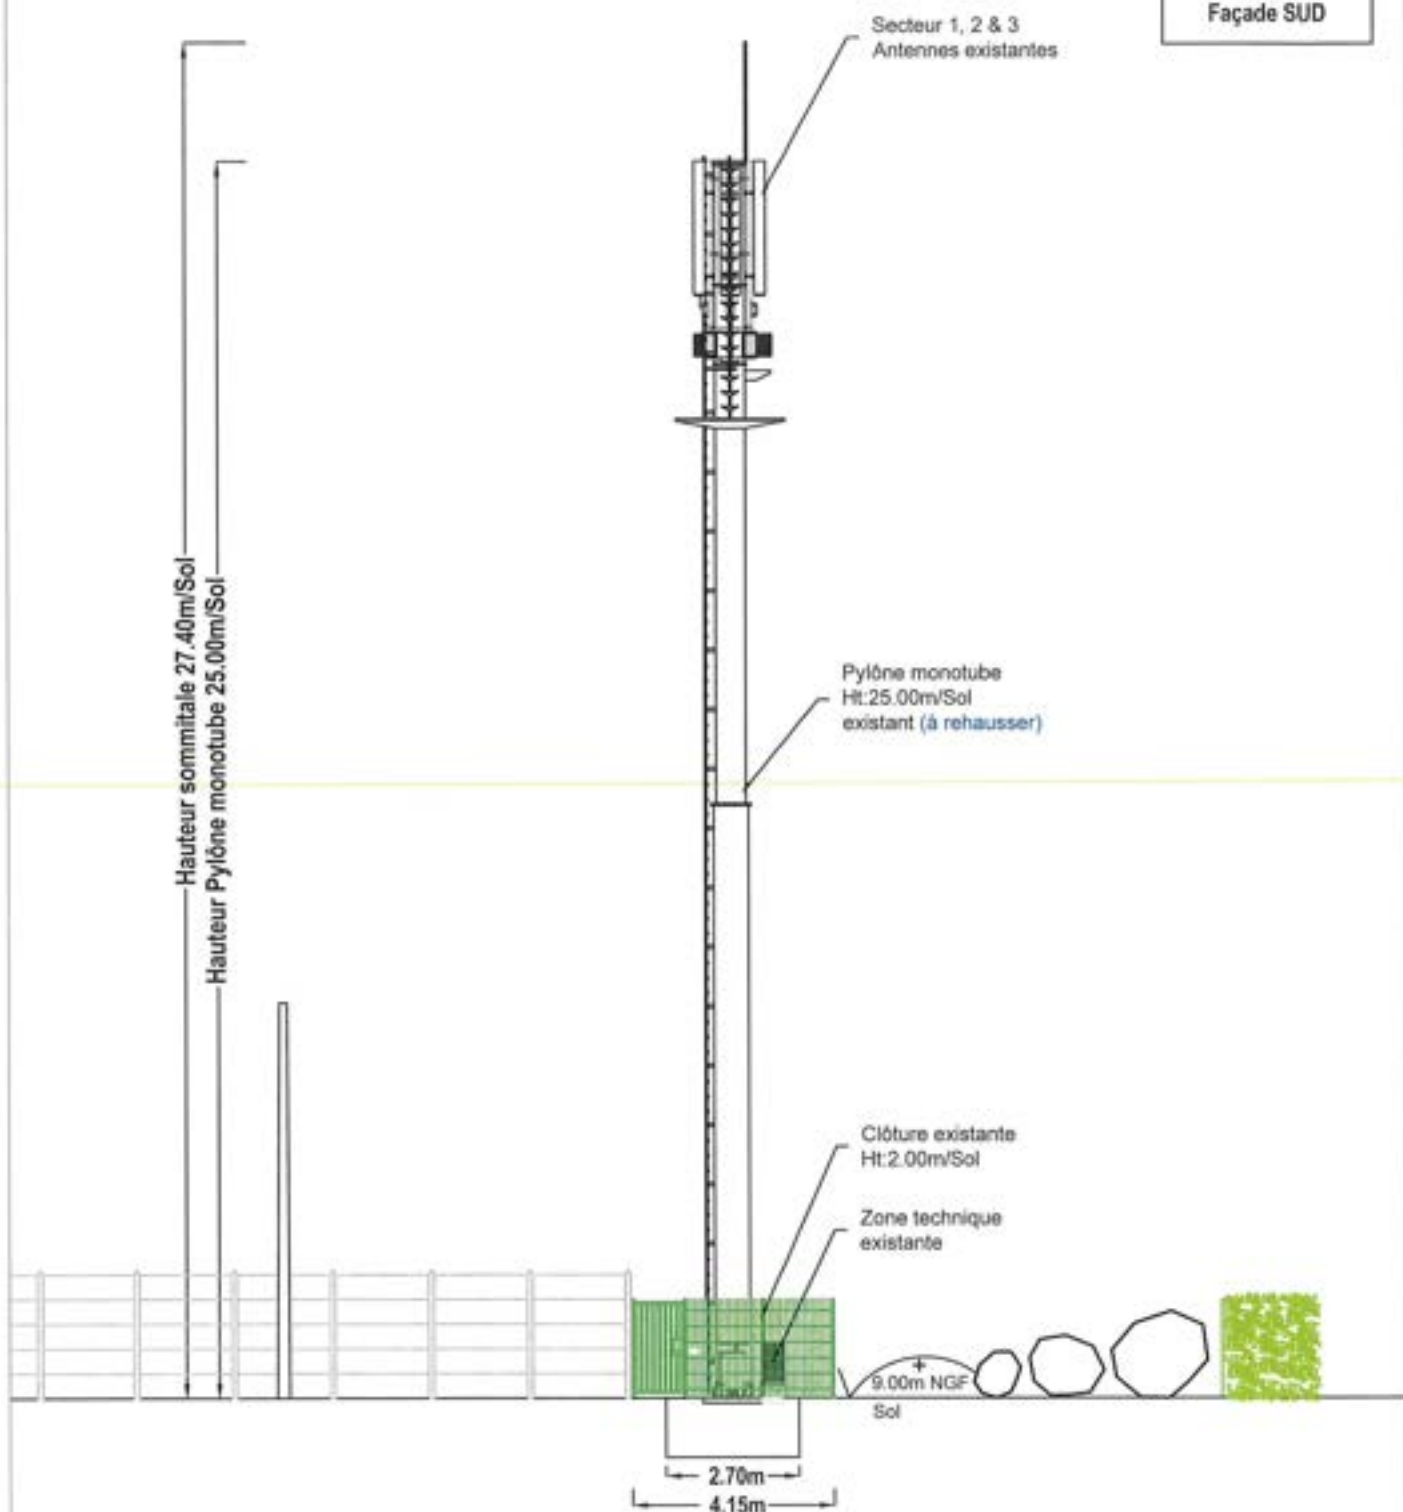 Façade SUD
Secteur 1, 2 & 3
Antennes existantes
Hauteur sommitale 27.40m/Sol
Hauteur Pylône monotube 25.00m/Sol
Pylône monotube
Ht:25.00m/Sol
existant (à rehausser)
Clôture existante
Ht:2.00m/Sol
Zone technique
existante
9.00m NGF
Sol
2.70m
4.15m